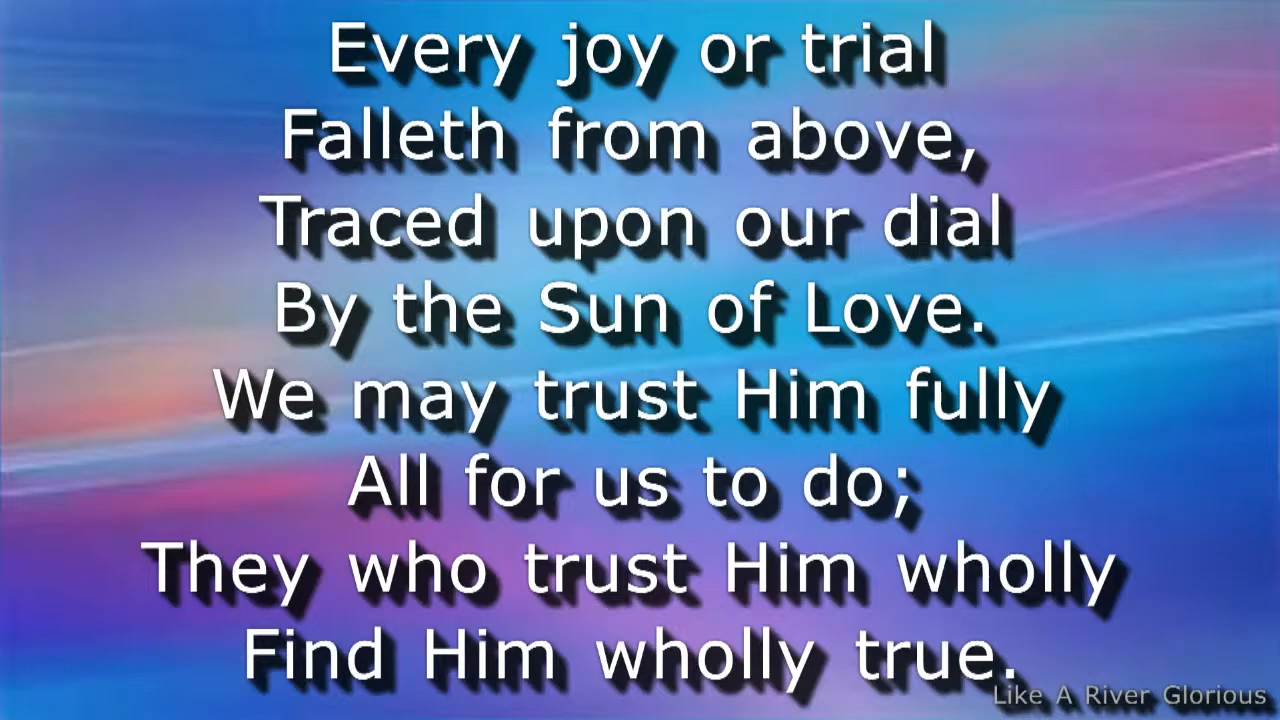 Every joy or trial
Falleth from above,
Traced upon our dial
By the Sun of Love.
We may trust Him fully
All for us to do;
They who trust Him wholly
Find Him wholly true.
Like A River Glorious